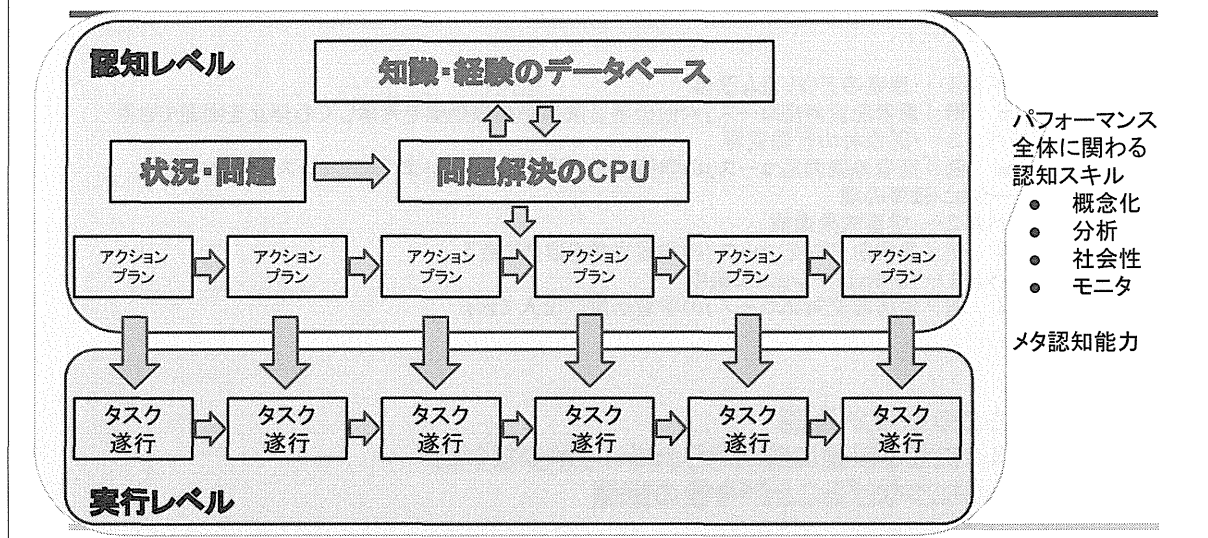 認知レベル
知識・経験のデータベース
状況・問題
問題解決のCPU
アクション
プラン
アクション
プラン
アクション
プラン
アクション
プラン
アクション
プラン
アクション
プラン
タスク
遂行
タスク
遂行
タスク
遂行
タスク
遂行
タスク
遂行
タスク
遂行
実行レベル
パフォーマンス
全体に関わる
認知スキル
● 概念化
● 分析
● 社会性
● モニタ
メタ認知能力